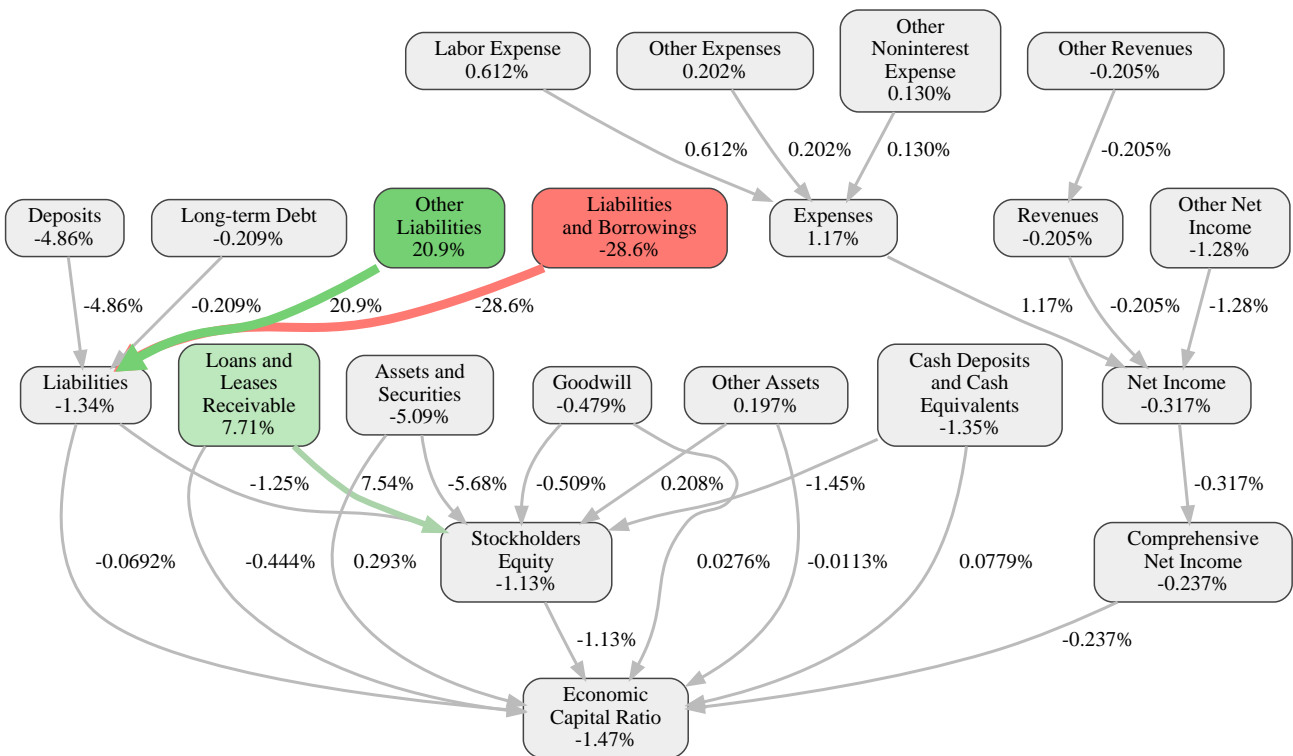 Labor Expense
0.612%
Other Expenses
0.202%
Other
Noninterest
Expense
0.130%
Other Revenues
-0.205%
0.612%
0.202%
0.130%
-0.205%
Deposits
-4.86%
Long-term Debt
-0.209%
Other
Liabilities
20.9%
Liabilities
and Borrowings
-28.6%
Expenses
1.17%
Revenues
-0.205%
Other Net
Income
-1.28%
-4.86%
-0.209%
20.9%
-28.6%
1.17%
-0.205%
-1.28%
Liabilities
-1.34%
Loans and
Leases
Receivable
7.71%
Assets and
Securities
-5.09%
Goodwill
-0.479%
Other Assets
0.197%
Cash Deposits
and Cash
Equivalents
-1.35%
Net Income
-0.317%
-1.25%
7.54%
-5.68%
-0.509%
0.208%
-1.45%
-0.317%
Stockholders
Equity
-1.13%
Comprehensive
Net Income
-0.237%
-0.0692%
-0.444%
0.293%
0.0276%
-0.0113%
0.0779%
-1.13%
-0.237%
Economic
Capital Ratio
-1.47%